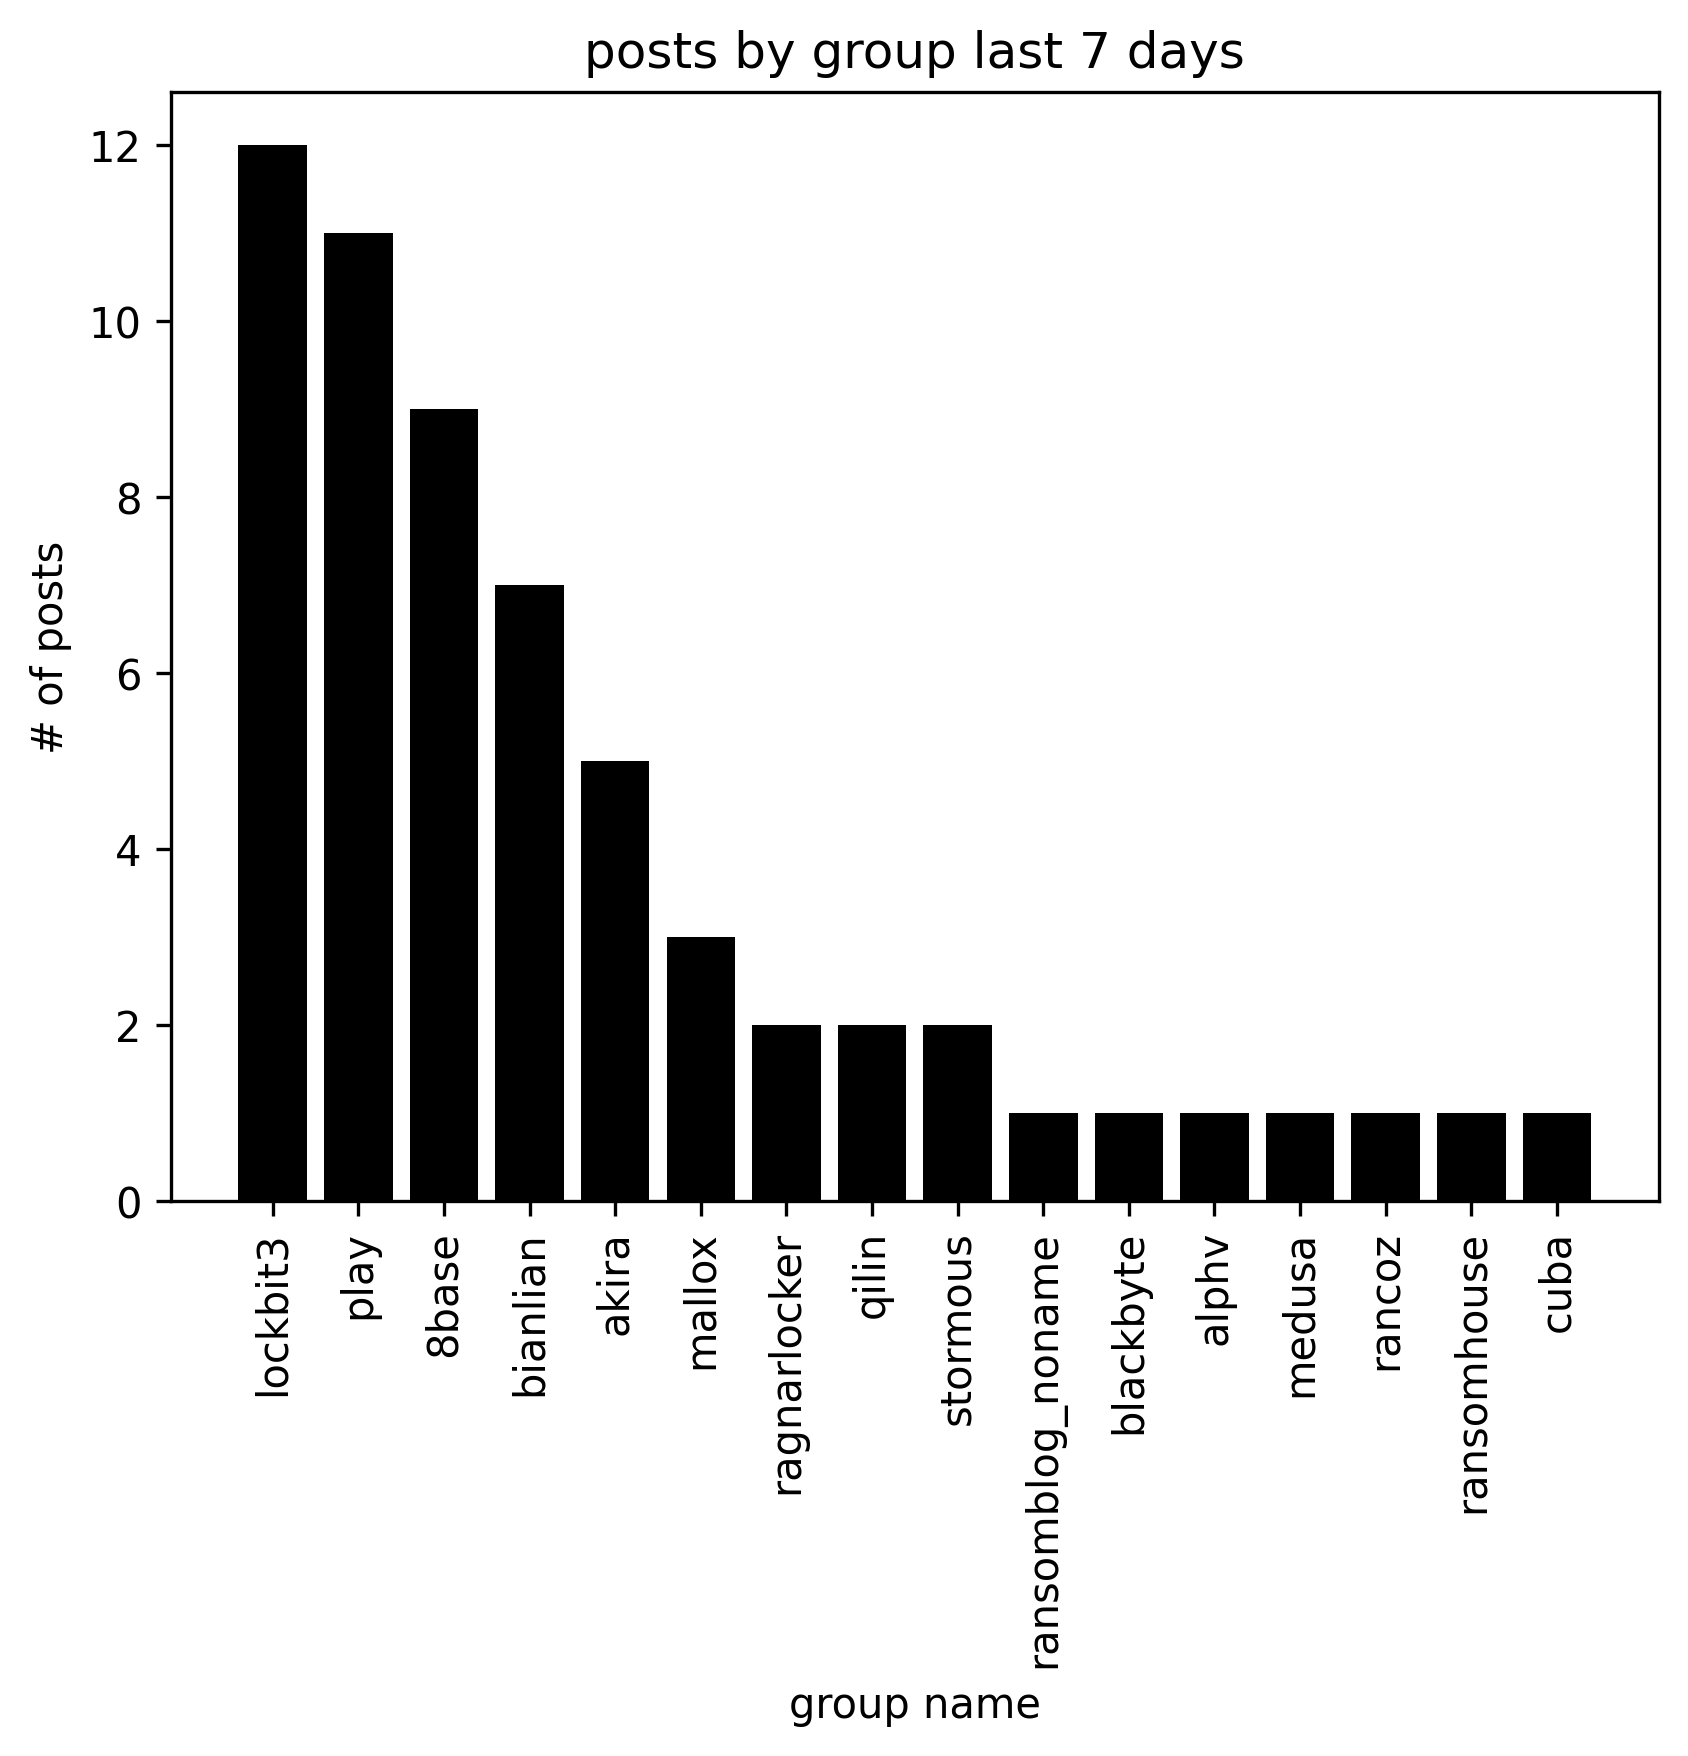 posts by group last 7 days
# of posts
12
10
8
6
4
2
0
lockbit3
play
8base
bianlian
akira
mallox
ragnarlocker
qilin
stormous
ransomblog_noname
blackbyte
alphv
medusa
rancoz
ransomhouse
cuba
group name